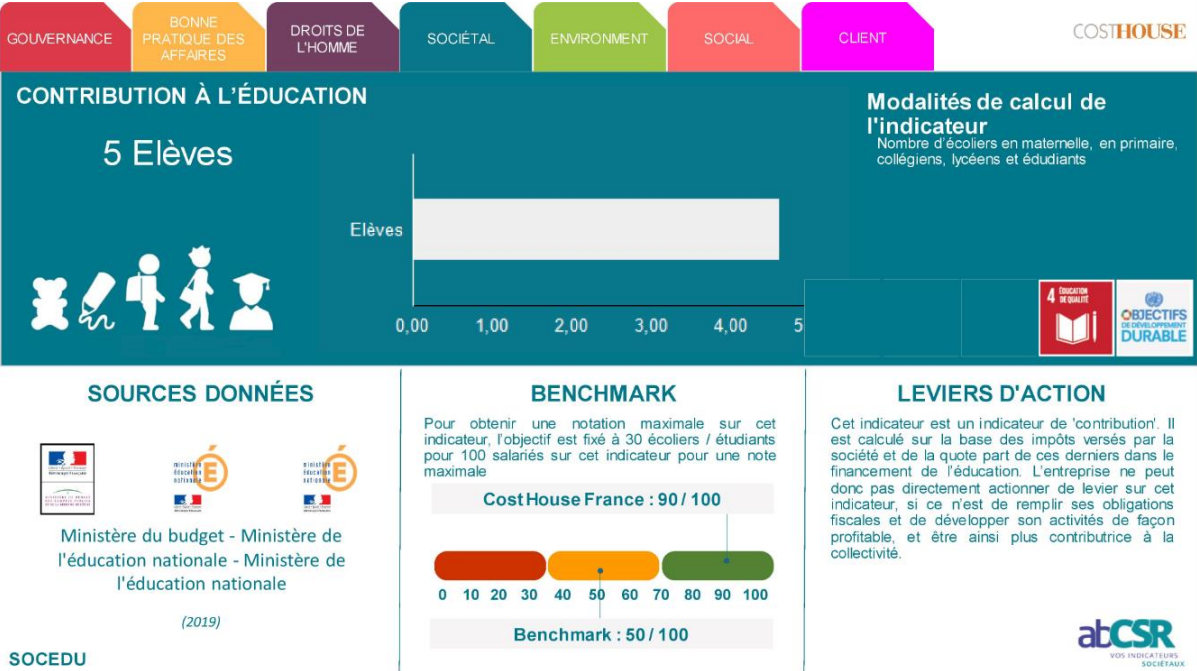 GOUVERNANCE
BONNE
PRATIQUE DES
AFFAIRES
DROITS DE
L'HOMME
SOCIÉTAL
ENVIRONMENT
SOCIAL
CLIENT
COSTHOUSE
CONTRIBUTION À L'ÉDUCATION
5 Elèves
Elèves
0,00 1,00 2,00 3,00 4,00 5
Modalités de calcul de
l'indicateur
Nombre d'écoliers en maternelle, en primaire,
collégiens, lycéens et édudiants
4 ÉDUCATION
DE QUALITÉ
OBJECTIFS
DE DÉVELOPPEMENT
DURABLE
SOURCES DONNÉES
ministère
éducation
nationale
ministère
éducation
nationale
Ministère du budget - Ministère de
l'éducation nationale - Ministère de
l'éducation nationale
(2019)
SOCEDU
BENCHMARK
Pour obtenir une notation maximale sur cet
indicateur, l'objectif est fixé à 30 écoliers / étudiants
pour 100 salariés sur cet indicateur pour une note
maximale
Cost House France : 90 / 100
0 10 20 30 40 50 60 70 80 90 100
Benchmark : 50 / 100
LEVIERS D'ACTION
Cet indicateur est un indicateur de 'contribution'. Il
est calculé sur la base des impôts versés par la
société et de la quote part de ces derniers dans le
financement de l'éducation. L'entreprise ne peut
donc pas directement actionner de levier sur cet
indicateur, si ce n'est de remplir ses obligations
fiscales et de développer son activités de façon
profitable, et être ainsi plus contributrice à la
collectivité.
abCSR
VOS INDICATEURS
SOCIÉTAUX